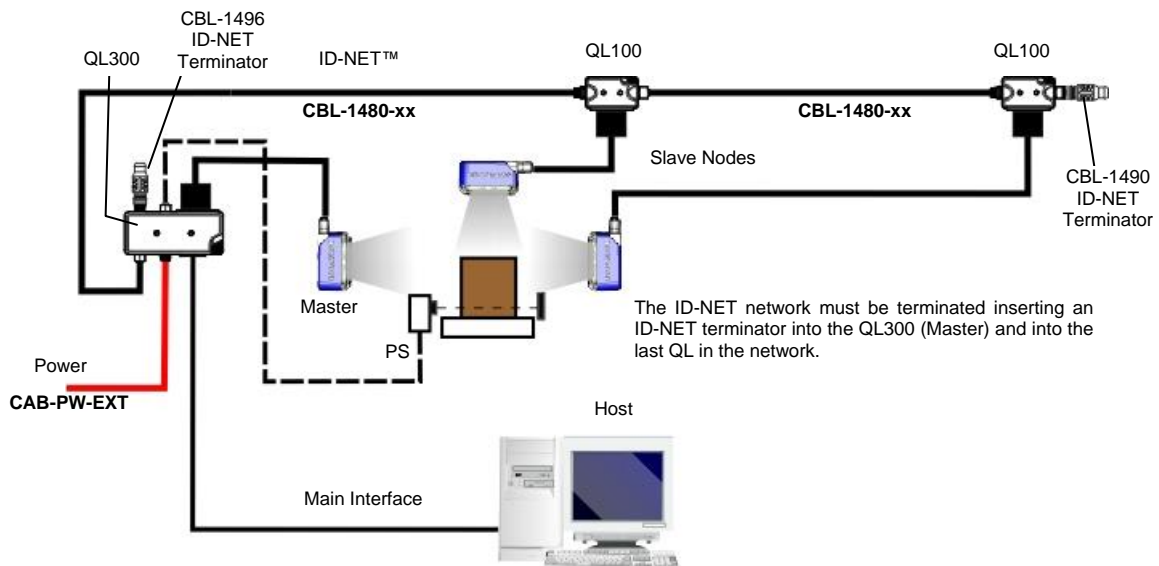 CBL-1496
ID-NET
Terminator
QL300
ID-NET™
QL100
QL100
CBL-1480-xx
CBL-1480-xx
Slave Nodes
CBL-1490
ID-NET
Terminator
Master
The ID-NET network must be terminated inserting an
ID-NET terminator into the QL300 (Master) and into the
last QL in the network.
PS
Power
CAB-PW-EXT
Host
Main Interface